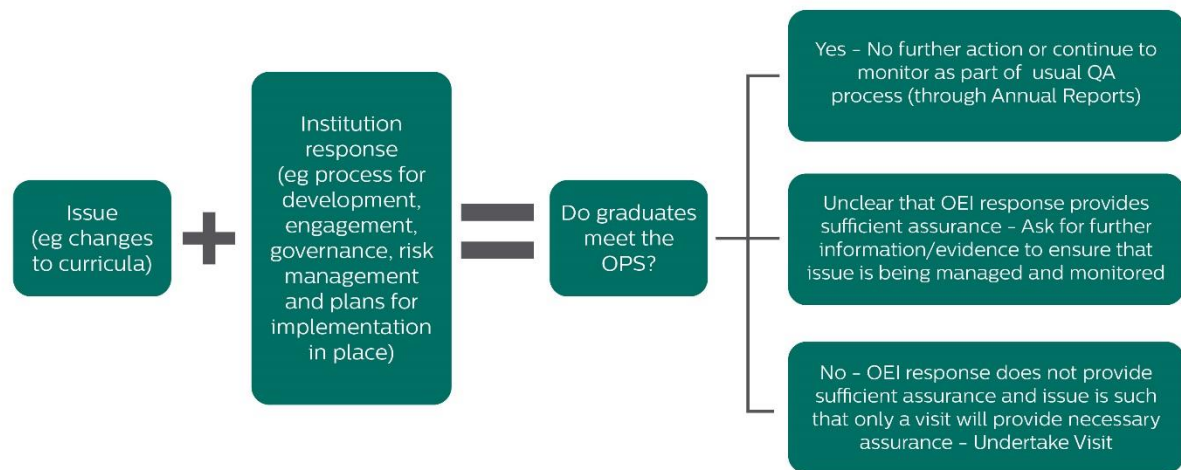 Issue
(eg changes
to curricula)
+
Institution
response
(eg process for
development,
engagement,
governance, risk
management
and plans for
implementation
in place)
=
Do graduates
meet the
OPS?
Yes – No further action or continue to
monitor as part of  usual QA
process (through Annual Reports)
Unclear that OEI response provides
sufficient assurance – Ask for further
information/evidence to ensure that
issue is being managed and monitored
No – OEI response does not provide
sufficient assurance and issue is such
that only a visit will provide necessary
assurance – Undertake Visit